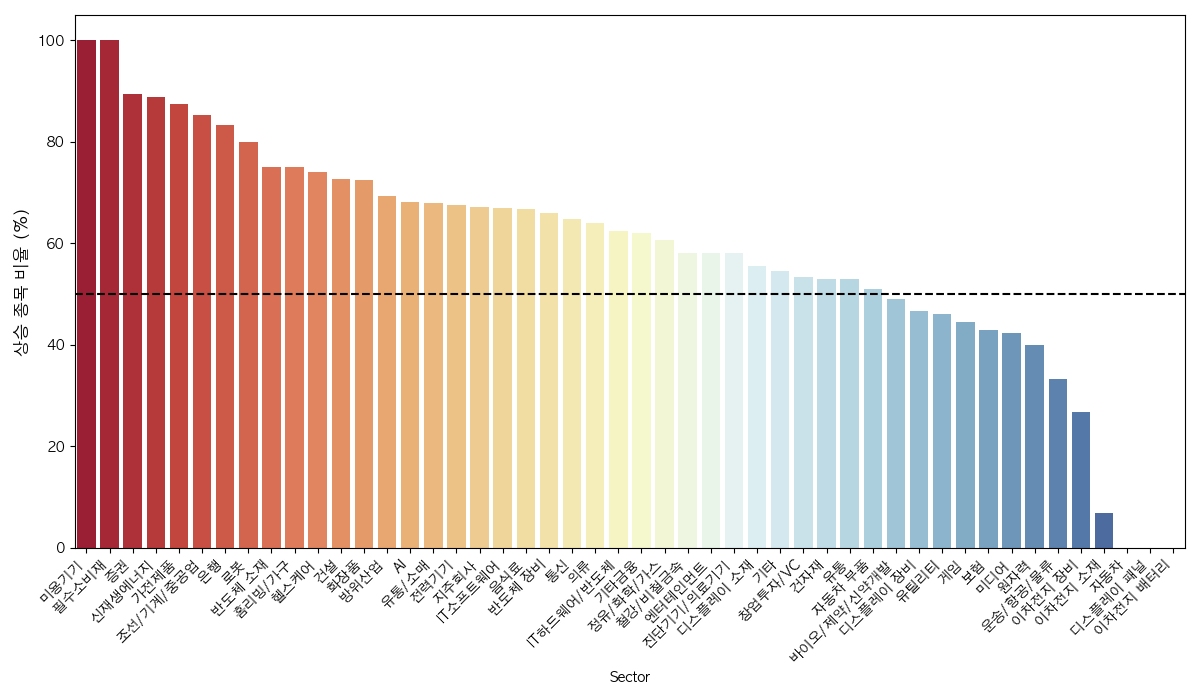 100
80
60
40
20
0
상승 종목 비율 (%)
미용기기
필수소비재
증권
신재생에너지
가전제품
조선/기계/중공업
은행
로봇
반도체 소재
홈리빙/가구
헬스케어
건설
화장품
방위산업
AI
유통/소매
전력기기
지주회사
IT소프트웨어
음식료
반도체 장비
통신
의류
IT하드웨어/반도체
기타금융
정유/화학/가스
철강/비철금속
엔터테인먼트
진단기기/의료기기
디스플레이 소재
기타
창업투자/VC
건자재
유통
자동차 부품
바이오/제약/신약개발
디스플레이 장비
유틸리티
게임
보험
미디어
원자력
운송/항공/물류
이차전지 장비
이차전지 소재
자동차
디스플레이 패널
이차전지 배터리
Sector